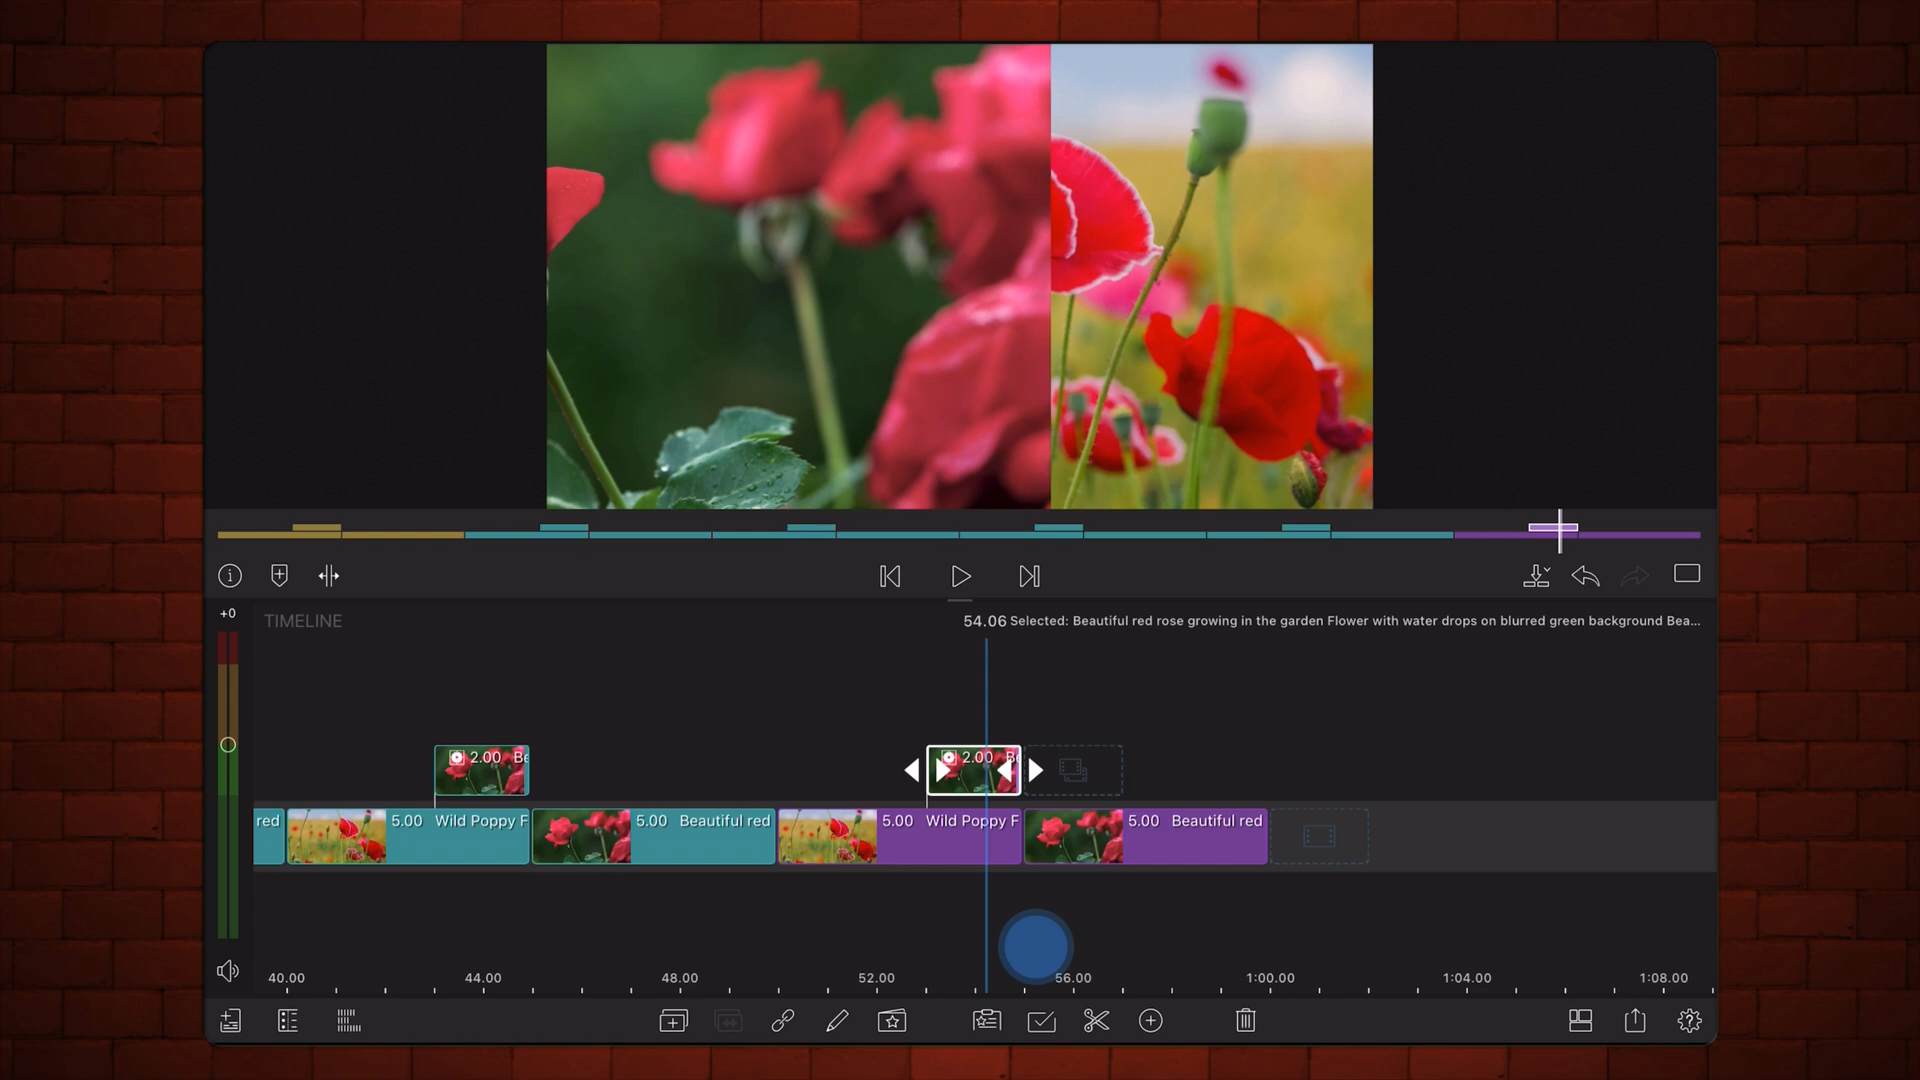 +0
TIMELINE
54.06 Selected: Beautiful red rose growing in the garden Flower with water drops on blurred green background Bea...
2.00 Be
2.00 Be
red
5.00 Wild Poppy F
5.00 Beautiful red
5.00 Wild Poppy F
5.00 Beautiful red
40.00 44.00 48.00 52.00 56.00 1:00.00 1:04.00 1:08.00